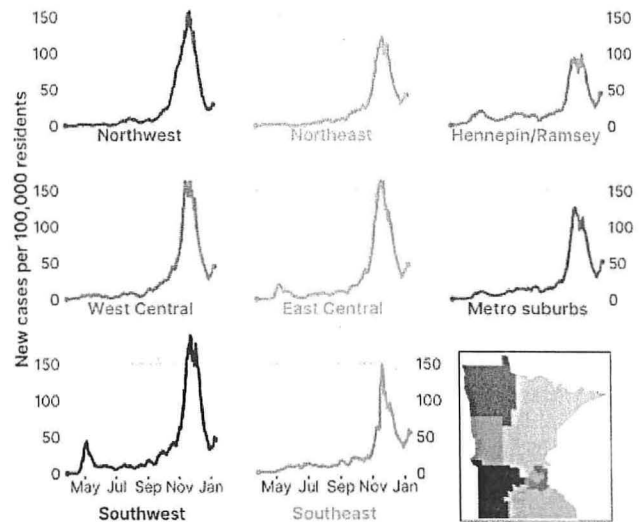 New cases per 100,000 residents
150
100
50
0
Northwest
Northeast
Hennepin/Ramsey
150
100
50
0
150
100
50
0
West Central
East Central
Metro suburbs
150
100
50
0
150
100
50
0
May Jul Sep Nov Jan
Southwest
May Jul Sep Nov Jan
Southeast
150
100
50
0